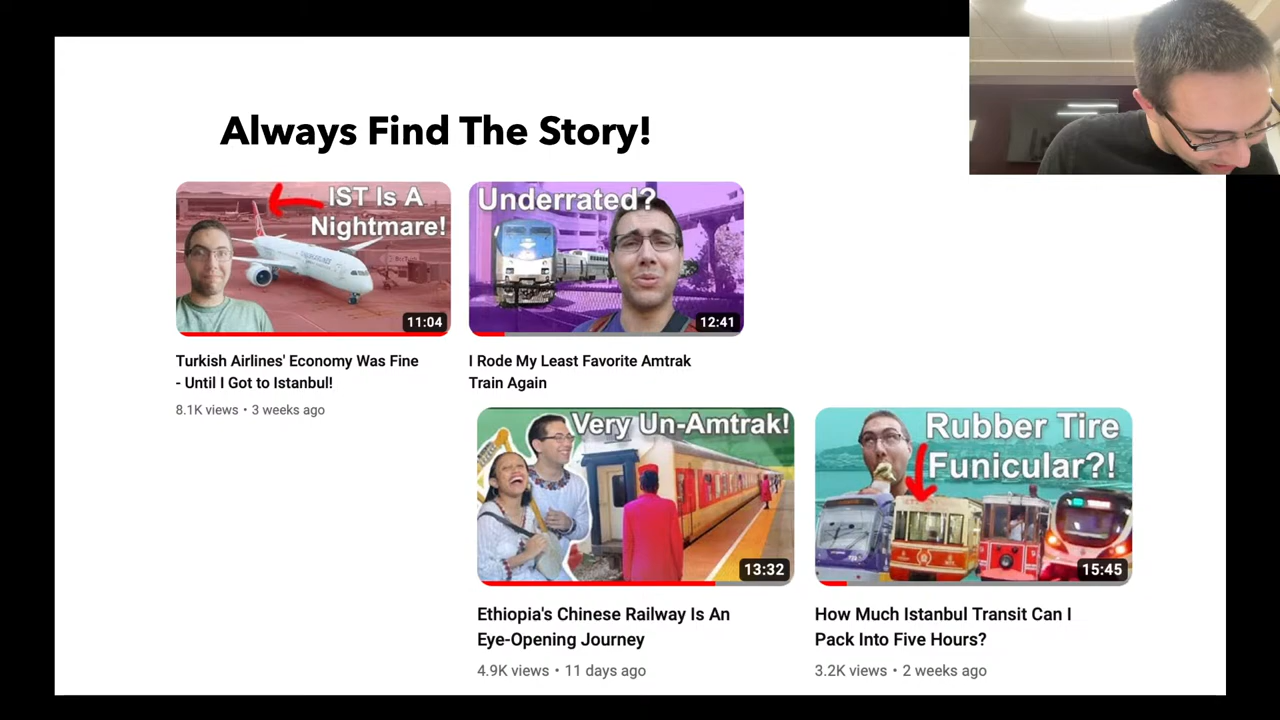 Always Find The Story!
IST Is A
Nightmare!
11:04
Turkish Airlines' Economy Was Fine
- Until I Got to Istanbul!
8.1K views • 3 weeks ago
Underrated?
12:41
I Rode My Least Favorite Amtrak
Train Again
Very Un-Amtrak!
13:32
Ethiopia's Chinese Railway Is An
Eye-Opening Journey
4.9K views • 11 days ago
Rubber Tire
Funicular?!
15:45
How Much Istanbul Transit Can I
Pack Into Five Hours?
3.2K views • 2 weeks ago